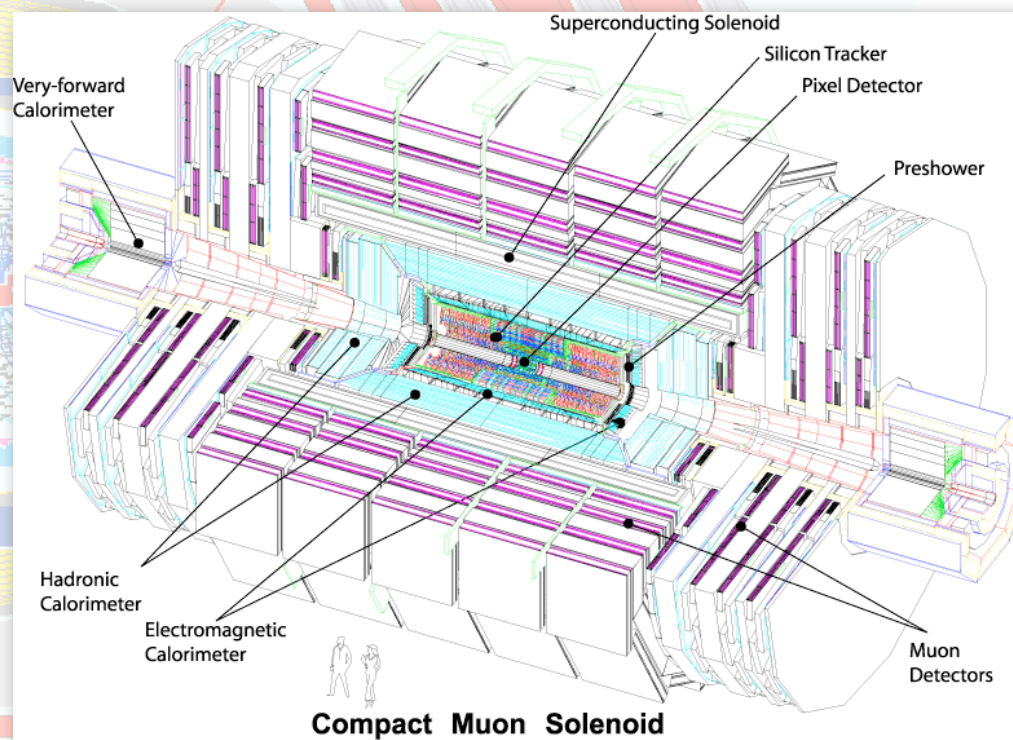 Superconducting Solenoid
Silicon Tracker
Pixel Detector
Very-forward
Calorimeter
Preshower
Hadronic
Calorimeter
Electromagnetic
Calorimeter
Muon
Detectors
Compact Muon Solenoid